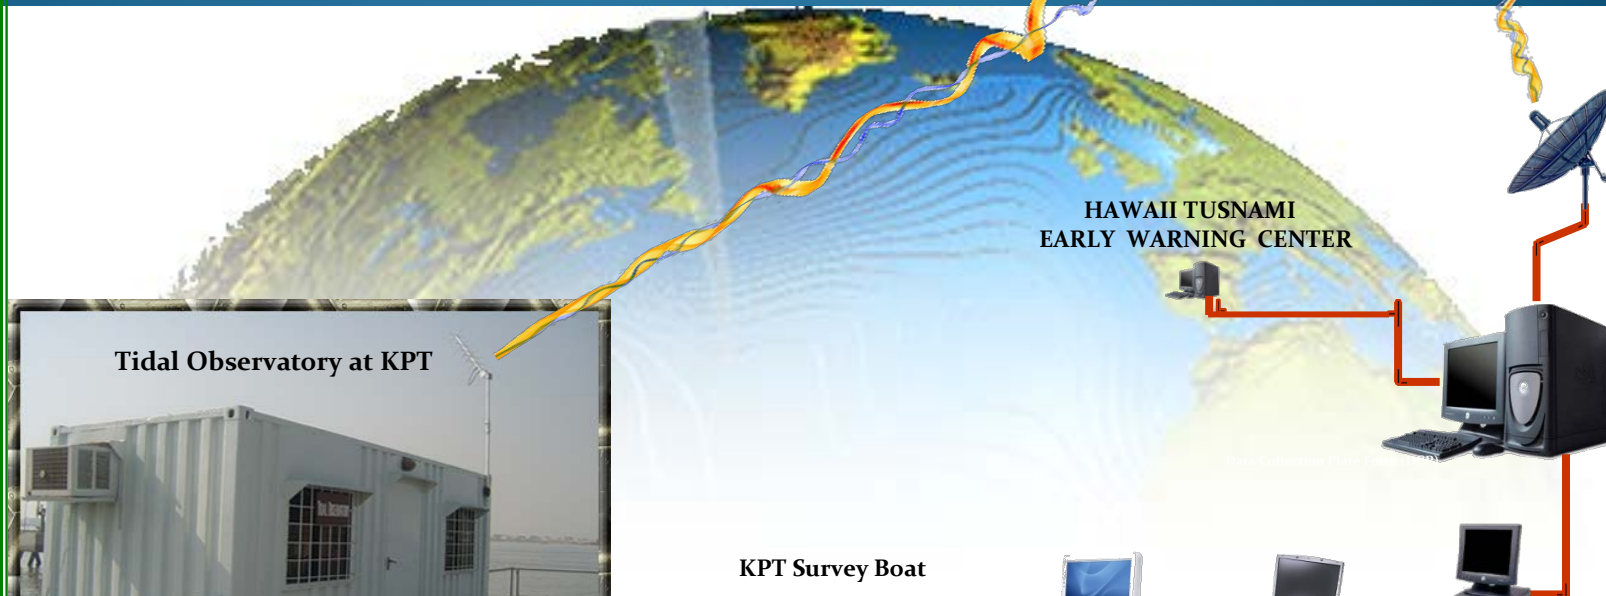 HAWAII TUSNAMI
EARLY WARNING CENTER
Tidal Observatory at KPT
KPT Survey Boat